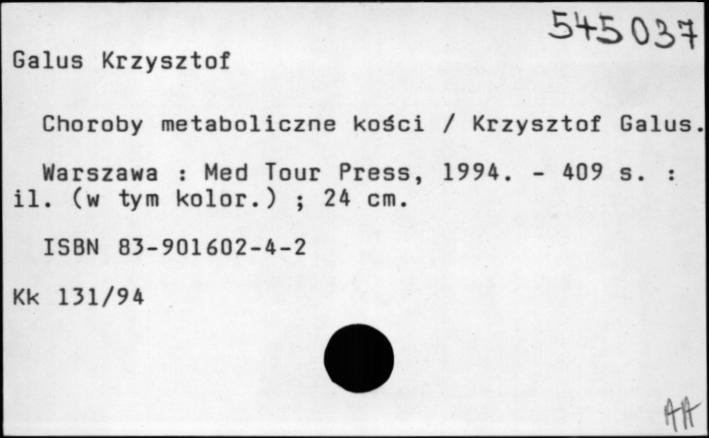 545037
Galus Krzysztof
Choroby metaboliczne kości / Krzysztof Galus.
Warszawa : Med Tour Press, 1994. - 409 s. :
il. (w tym kolor.) ; 24 cm.
ISBN 83-901602-4-2
Kk 131/94
AA